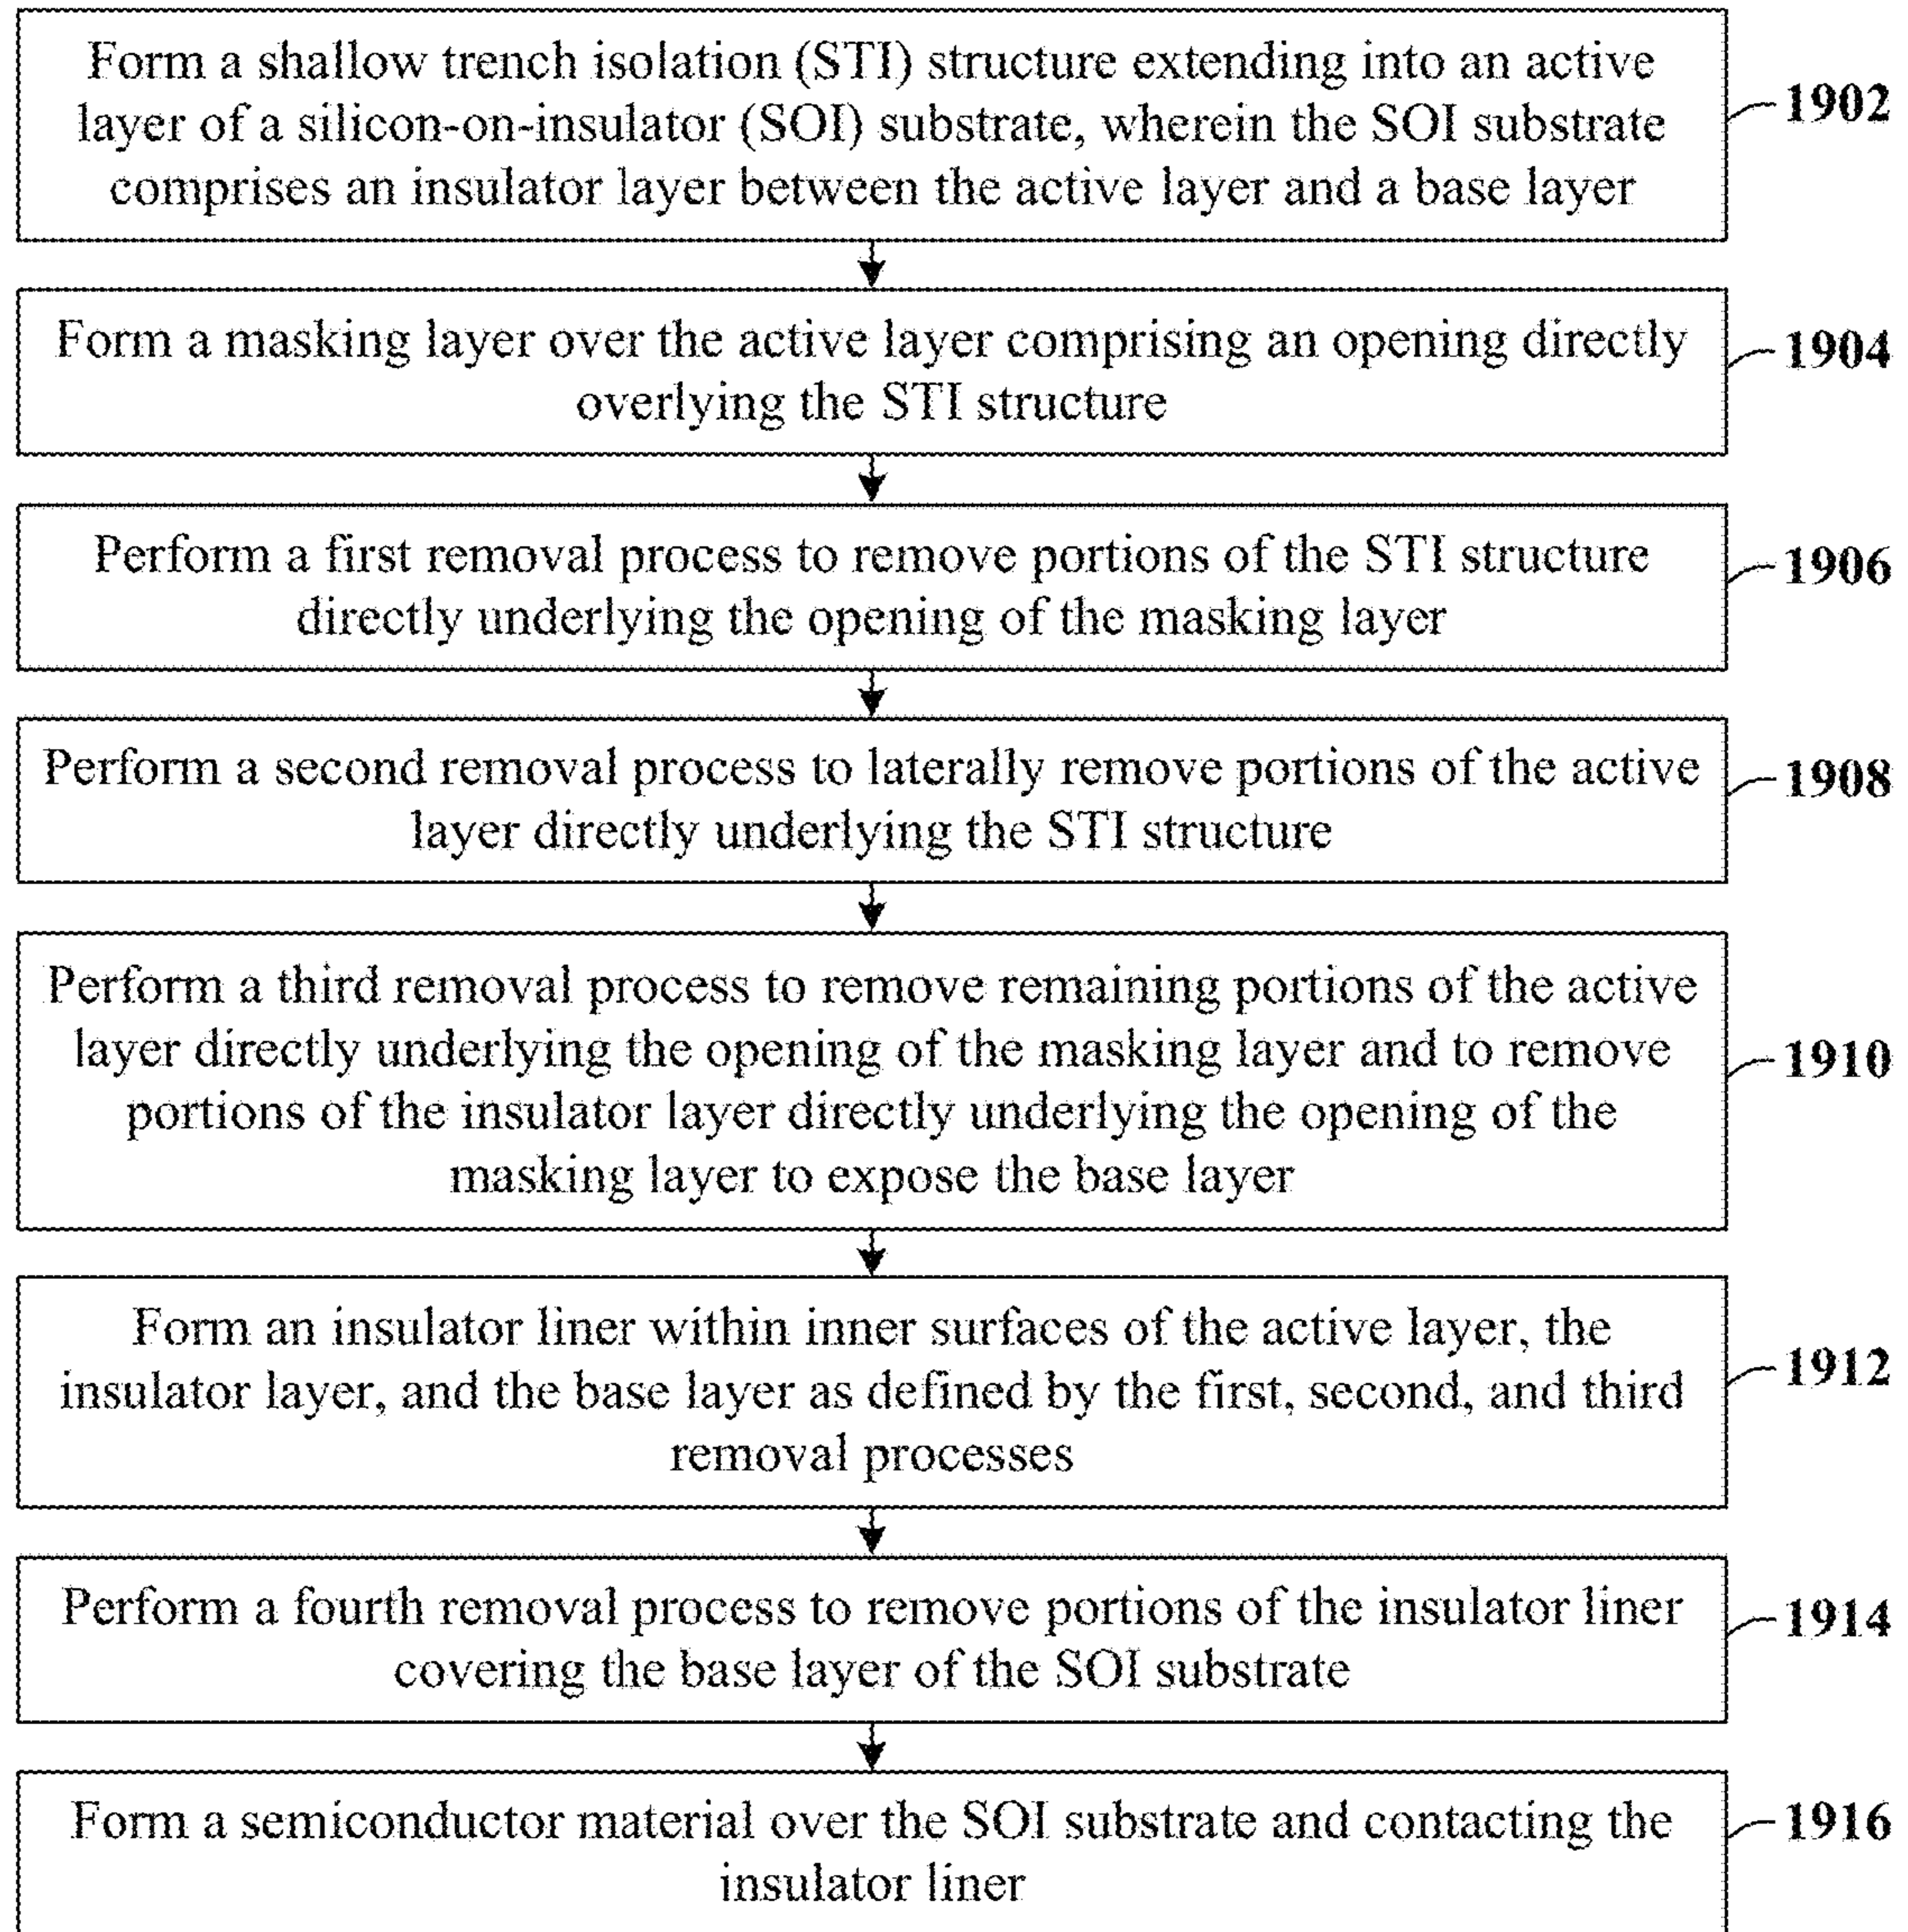 Form a shallow trench isolation (STI) structure extending into an active
layer of a silicon-on-insulator (SOI) substrate, wherein the SOI substrate
comprises an insulator layer between the active layer and a base layer
1902
Form a masking layer over the active layer comprising an opening directly
overlying the STI structure
1904
Perform a first removal process to remove portions of the STI structure
directly underlying the opening of the masking layer
1906
Perform a second removal process to laterally remove portions of the active
layer directly underlying the STI structure
1908
Perform a third removal process to remove remaining portions of the active
layer directly underlying the opening of the masking layer and to remove
portions of the insulator layer directly underlying the opening of the
masking layer to expose the base layer
1910
Form an insulator liner within inner surfaces of the active layer, the
insulator layer, and the base layer as defined by the first, second, and third
removal processes
1912
Perform a fourth removal process to remove portions of the insulator liner
covering the base layer of the SOI substrate
1914
Form a semiconductor material over the SOI substrate and contacting the
insulator liner
1916